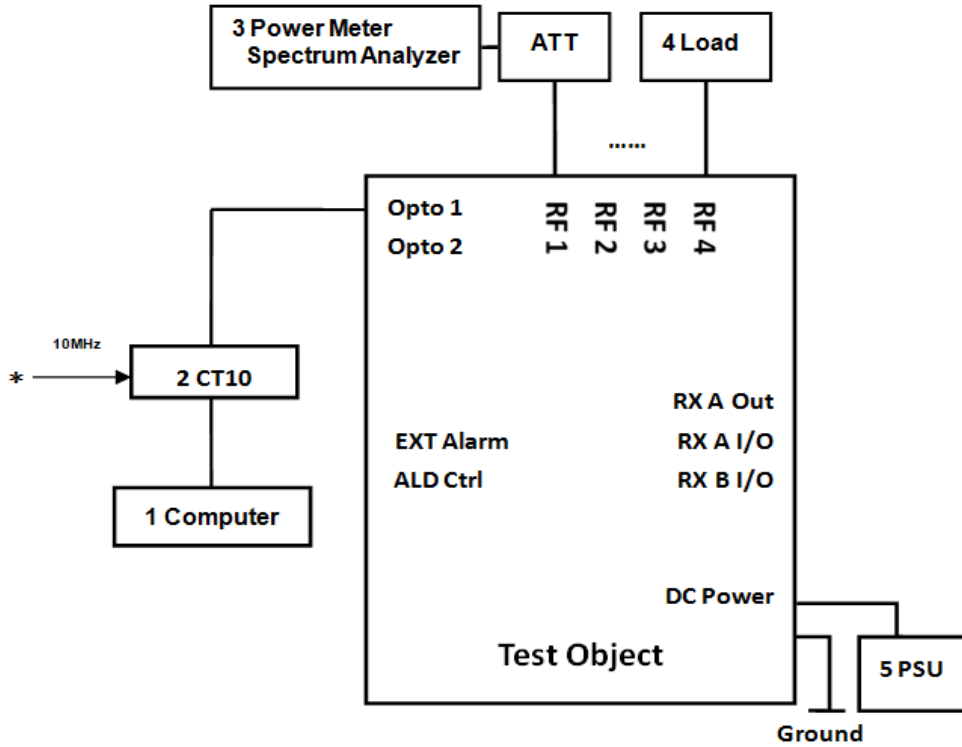 3 Power Meter
Spectrum Analyzer
ATT
4 Load
......
Opto 1
Opto 2
RF 1
RF 2
RF 3
RF 4
10MHz
*
2 CT10
1 Computer
EXT Alarm
ALD Ctrl
RX A Out
RX A I/O
RX B I/O
DC Power
Test Object
5 PSU
Ground